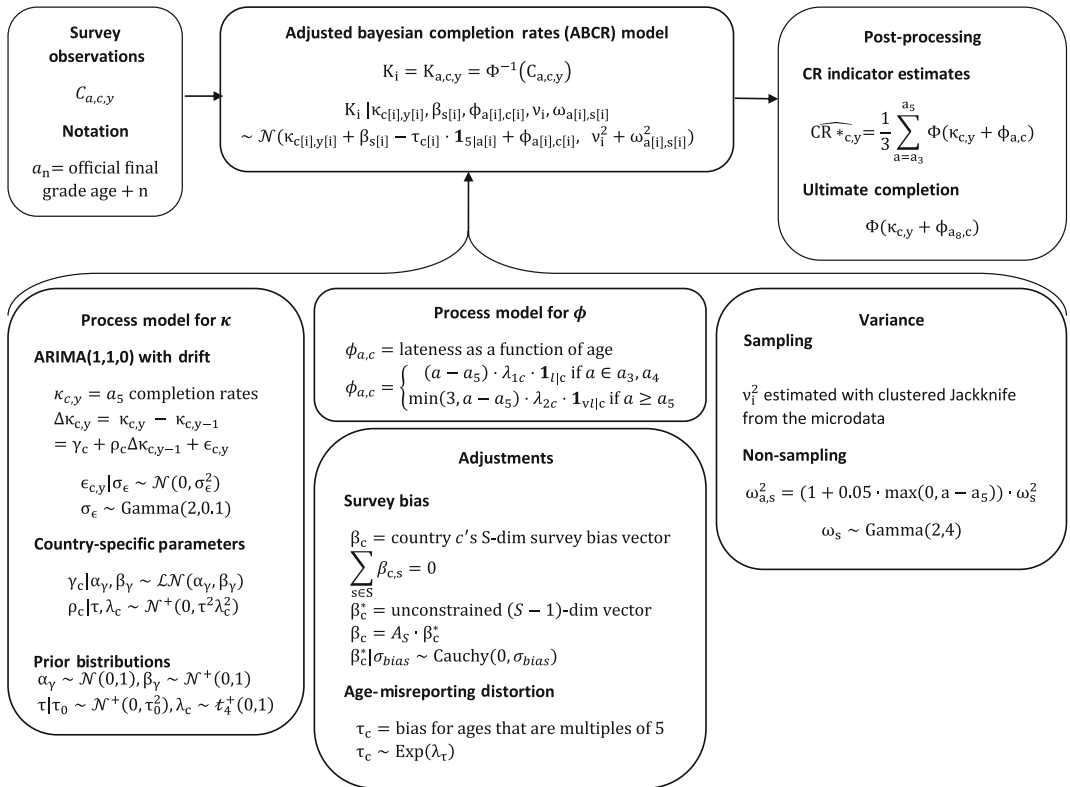 Survey
observations
C_{a,c,y}
Notation
a_n = official final
grade age + n
Adjusted bayesian completion rates (ABCR) model
K_i = K_{a,c,y} = Φ^{-1}(C_{a,c,y})
K_i |κ_{c[i],y[i]}, β_{s[i]}, ϕ_{a[i],c[i]}, ν_i, ω_{a[i],s[i]}
~ 𝒩(κ_{c[i],y[i]} + β_{s[i]} − τ_{c[i]} · 𝟏_{5|a[i]} + ϕ_{a[i],c[i]}, ν_i^2 + ω_{a[i],s[i]}^2)
Post-processing
CR indicator estimates
\widehat{CR *_{c,y}} = \frac{1}{3} \sum_{a=a_3}^{a_5} Φ(κ_{c,y} + ϕ_{a,c})
Ultimate completion
Φ(κ_{c,y} + ϕ_{a_8,c})
Process model for κ
ARIMA(1,1,0) with drift
κ_{c,y} = a_5 completion rates
Δκ_{c,y} = κ_{c,y} − κ_{c,y−1}
= γ_c + ρ_cΔκ_{c,y−1} + ϵ_{c,y}
ϵ_{c,y}|σ_ϵ ~ 𝒩(0, σ_ϵ^2)
σ_ϵ ~ Gamma(2,0.1)
Country-specific parameters
γ_c|α_γ, β_γ ~ ℒ𝒩(α_γ, β_γ)
ρ_c|τ, λ_c ~ 𝒩^+(0, τ^2λ_c^2)
Prior bistributions
α_γ ~ 𝒩(0,1), β_γ ~ 𝒩^+(0,1)
τ|τ_0 ~ 𝒩^+(0, τ_0^2), λ_c ~ t_4^+(0,1)
Process model for ϕ
ϕ_{a,c} = lateness as a function of age
ϕ_{a,c} = { (a − a_5) · λ_{1c} · 𝟏_{l|c} if a ∈ a_3, a_4
min(3, a − a_5) · λ_{2c} · 𝟏_{vl|c} if a ≥ a_5
Adjustments
Survey bias
β_c = country c's S-dim survey bias vector
\sum_{s∈S} β_{c,s} = 0
β_c^* = unconstrained (S − 1)-dim vector
β_c = A_S · β_c^*
β_c^*|σ_{bias} ~ Cauchy(0, σ_{bias})
Age-misreporting distortion
τ_c = bias for ages that are multiples of 5
τ_c ~ Exp(λ_τ)
Variance
Sampling
ν_i^2 estimated with clustered Jackknife
from the microdata
Non-sampling
ω_{a,s}^2 = (1 + 0.05 · max(0, a − a_5)) · ω_s^2
ω_s ~ Gamma(2,4)